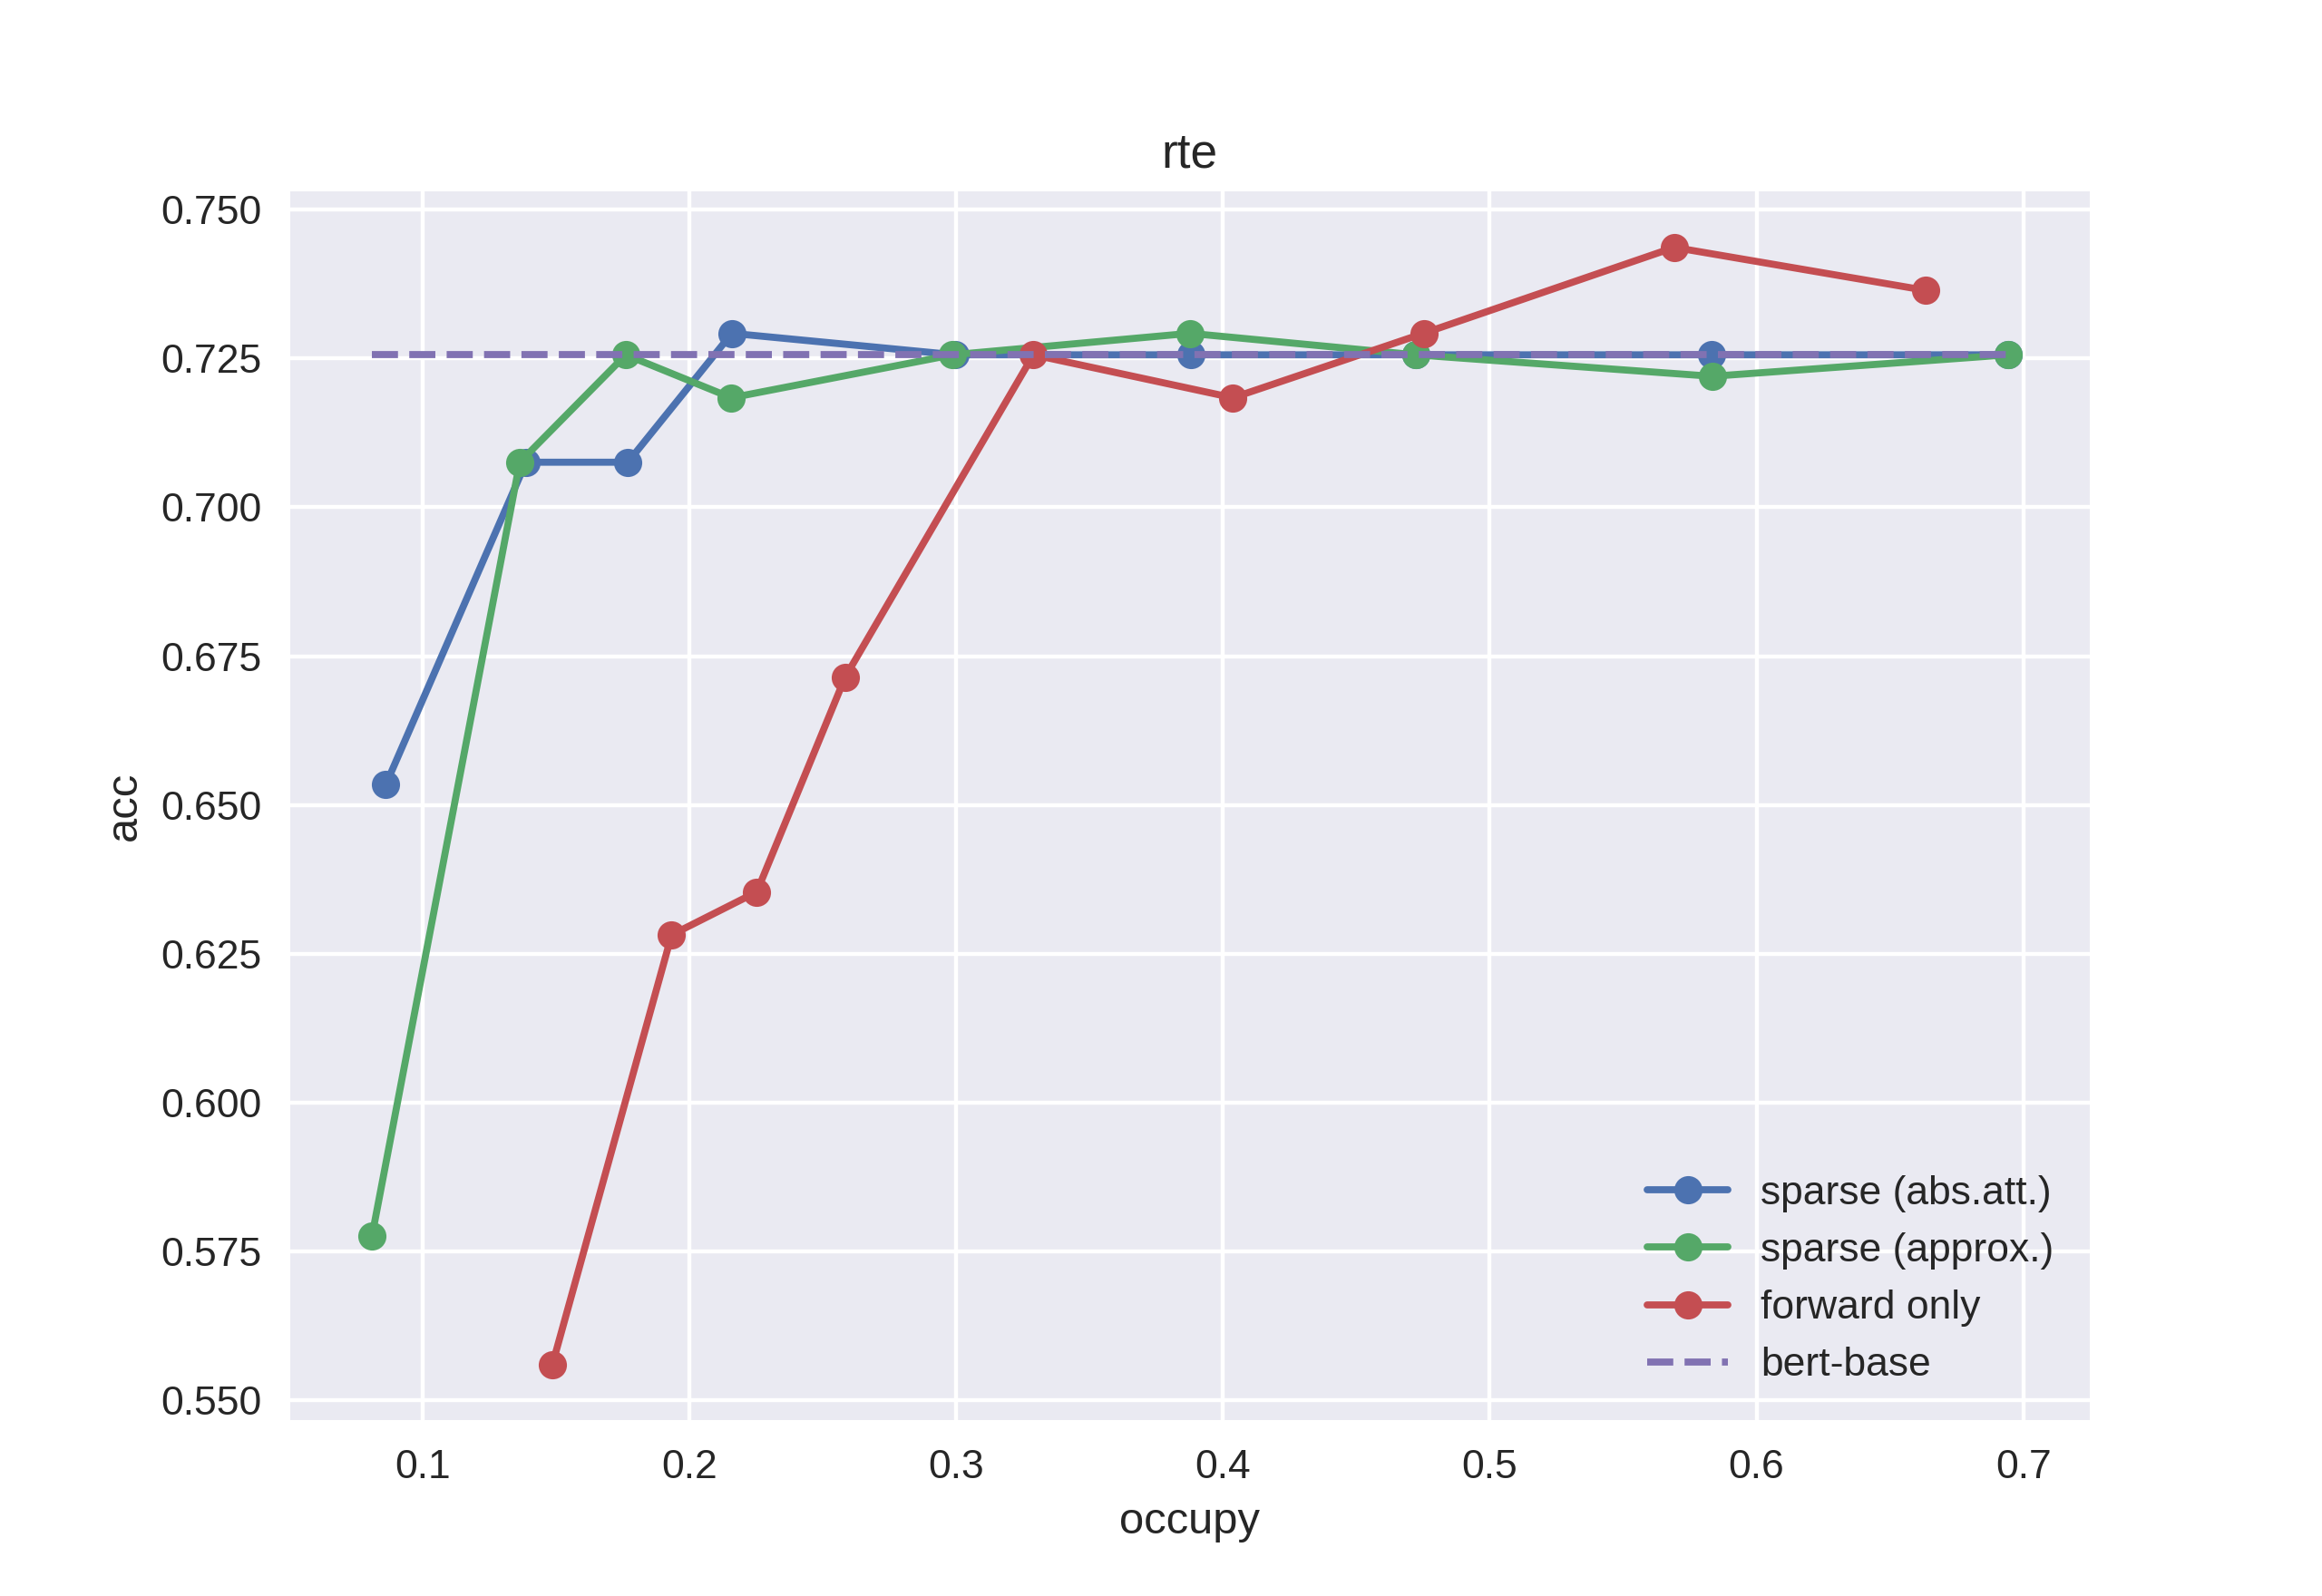 rte
0.750
0.725
0.700
0.675
0.650
0.625
0.600
0.575
0.550
acc
0.1 0.2 0.3 0.4 0.5 0.6 0.7
occupy
sparse (abs.att.)
sparse (approx.)
forward only
bert-base